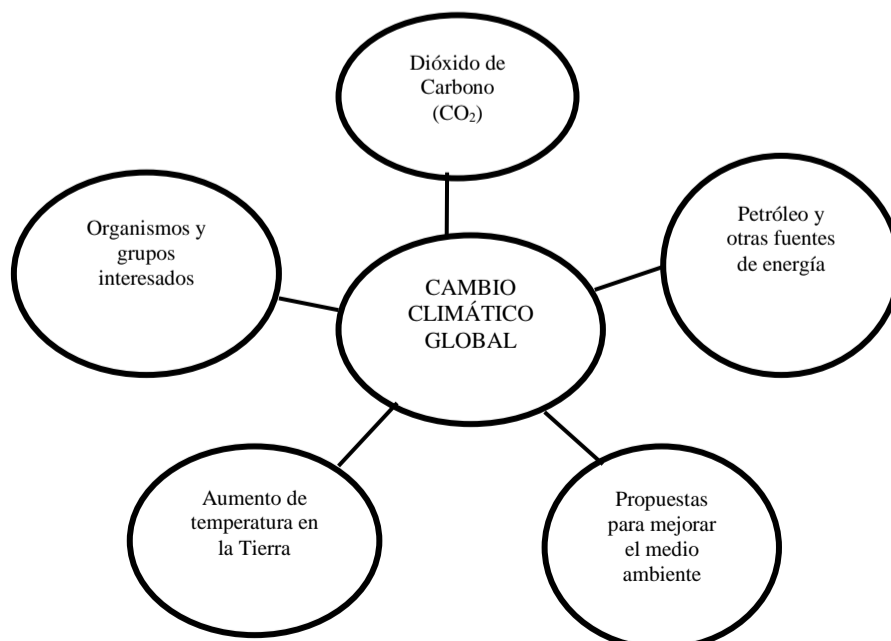 Dióxido de
Carbono
(CO₂)
Organismos y
grupos
interesados
Petróleo y
otras fuentes
de energía
CAMBIO
CLIMÁTICO
GLOBAL
Aumento de
temperatura en
la Tierra
Propuestas
para mejorar
el medio
ambiente